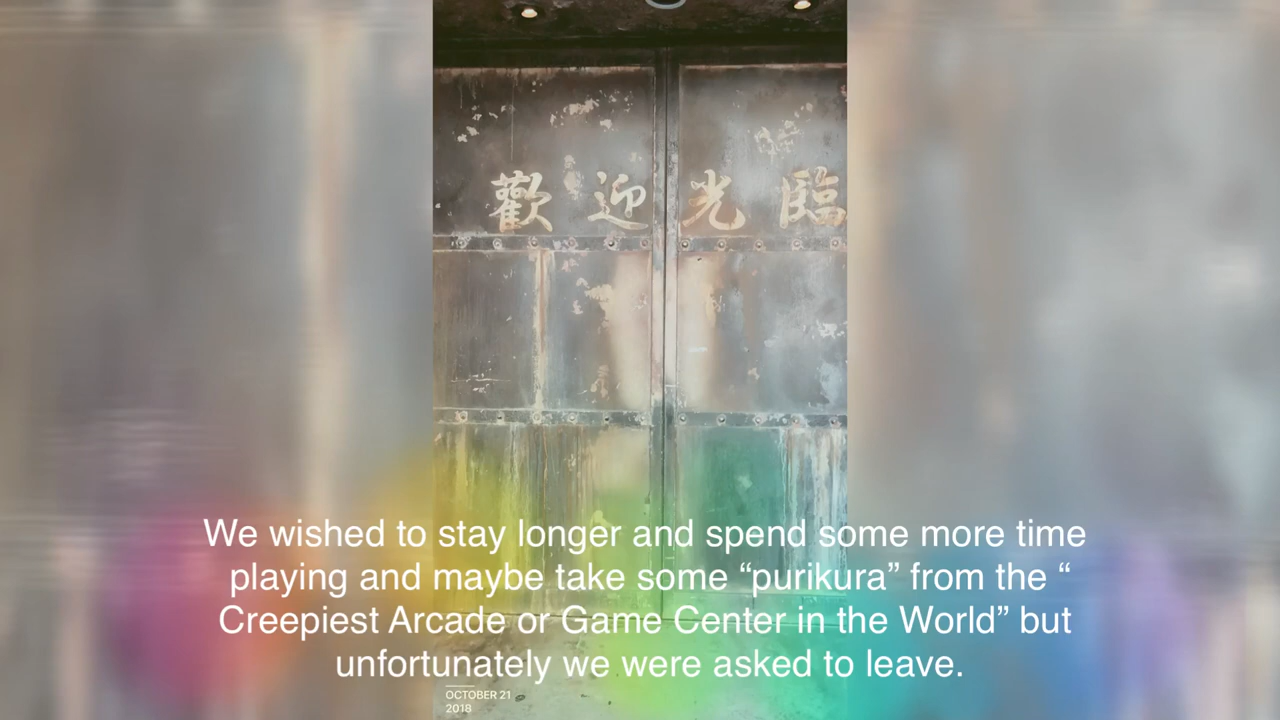 歡迎光臨
We wished to stay longer and spend some more time
playing and maybe take some “purikura” from the “
Creepiest Arcade or Game Center in the World” but
unfortunately we were asked to leave.
OCTOBER 21
2018